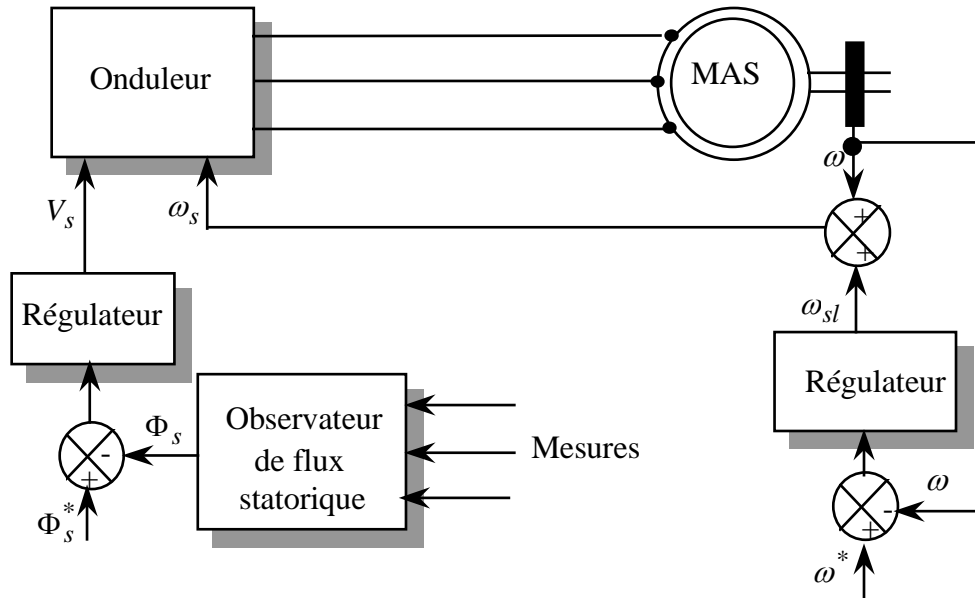 Onduleur
MAS
ω
+
+
V_s
ω_s
ω_sl
Régulateur
Régulateur
Observateur
de flux
statorique
Φ_s
-
+
Φ_s^*
Mesures
ω
-
+
ω^*